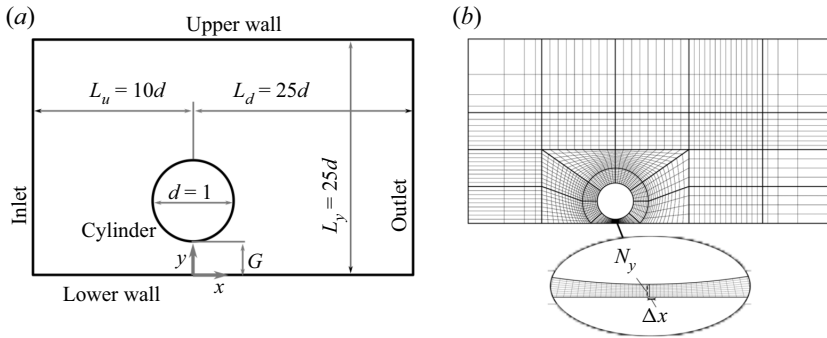 (a)
Upper wall
L_u = 10d
L_d = 25d
Inlet
d = 1
L_y = 25d
Outlet
Cylinder
y
G
x
Lower wall
(b)
N_y
Δx